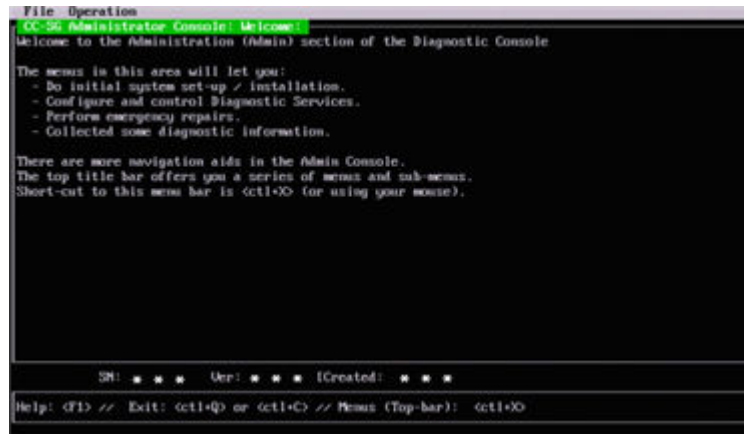 File Operation
CC-SG Administrator Console: Welcome:
Welcome to the Administration (Admin) section of the Diagnostic Console
The menus in this area will let you:
- Do initial system set-up / installation.
- Configure and control Diagnostic Services.
- Perform emergency repairs.
- Collected some diagnostic information.
There are more navigation aids in the Admin Console.
The top title bar offers you a series of menus and sub-menus.
Short-cut to this menu bar is <ctl+X> (or using your mouse).
SN: * * * Ver: * * * [Created: * * *
Help: <F1> // Exit: <ctl+Q> or <ctl+C> // Menus (Top-bar): <ctl+X>